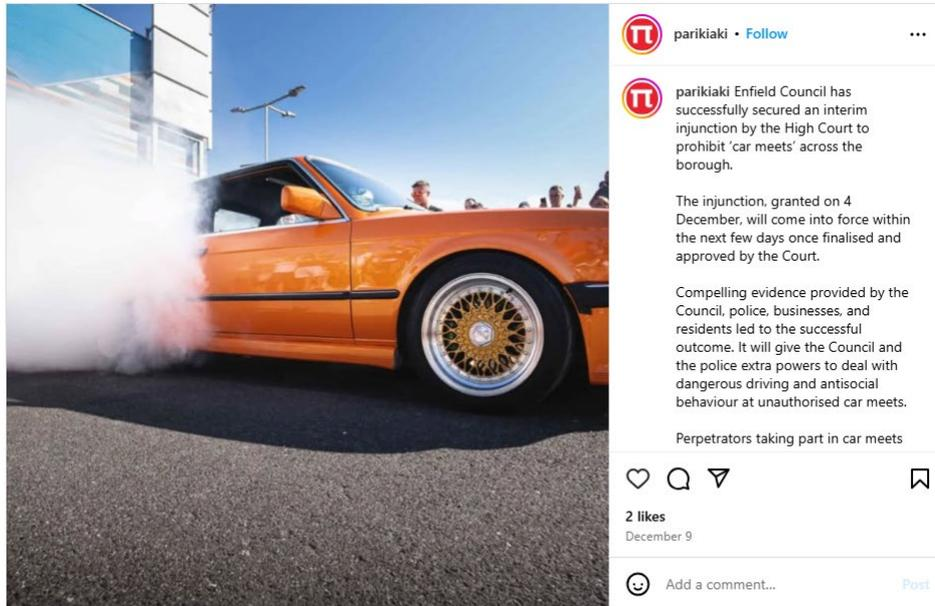 parikiaki • Follow
parikiaki Enfield Council has
successfully secured an interim
injunction by the High Court to
prohibit ‘car meets’ across the
borough.
The injunction, granted on 4
December, will come into force within
the next few days once finalised and
approved by the Court.
Compelling evidence provided by the
Council, police, businesses, and
residents led to the successful
outcome. It will give the Council and
the police extra powers to deal with
dangerous driving and antisocial
behaviour at unauthorised car meets.
Perpetrators taking part in car meets
2 likes
December 9
Add a comment...
Post